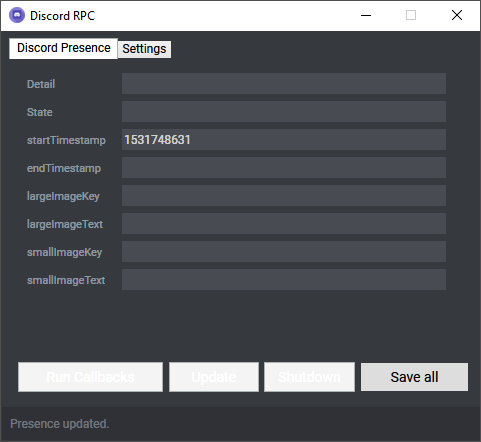 Discord RPC
Discord Presence
Settings
Detail
State
startTimestamp 1531748631
endTimestamp
largeImageKey
largeImageText
smallImageKey
smallImageText
Run Callbacks Update Shutdown Save all
Presence updated.